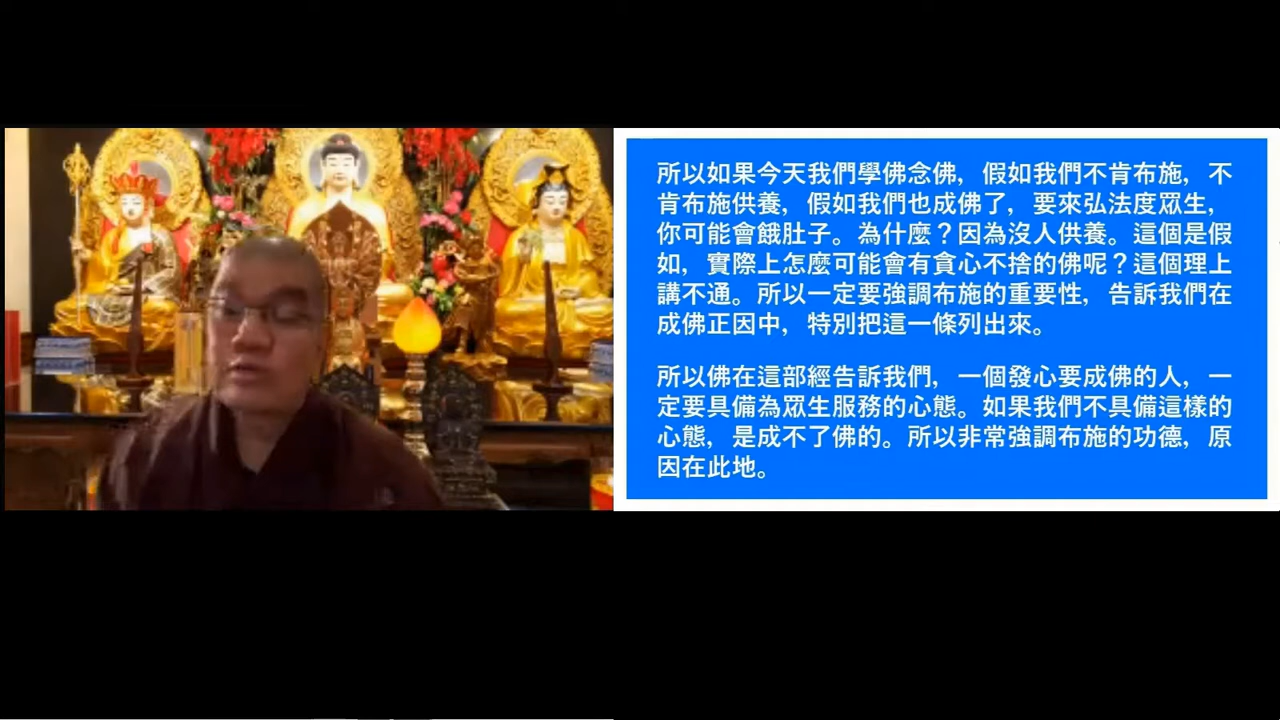 所以如果今天我們學佛念佛，假如我們不肯布施，不
肯布施供養，假如我們也成佛了，要來弘法度眾生，
你可能會餓肚子。為什麼？因為沒人供養。這個是假
如，實際上怎麼可能會有貪心不捨的佛呢？這個理上
講不通。所以一定要強調布施的重要性，告訴我們在
成佛正因中，特別把這一條列出來。
所以佛在這部經告訴我們，一個發心要成佛的人，一
定要具備為眾生服務的心態。如果我們不具備這樣的
心態，是成不了佛的。所以非常強調布施的功德，原
因在此地。